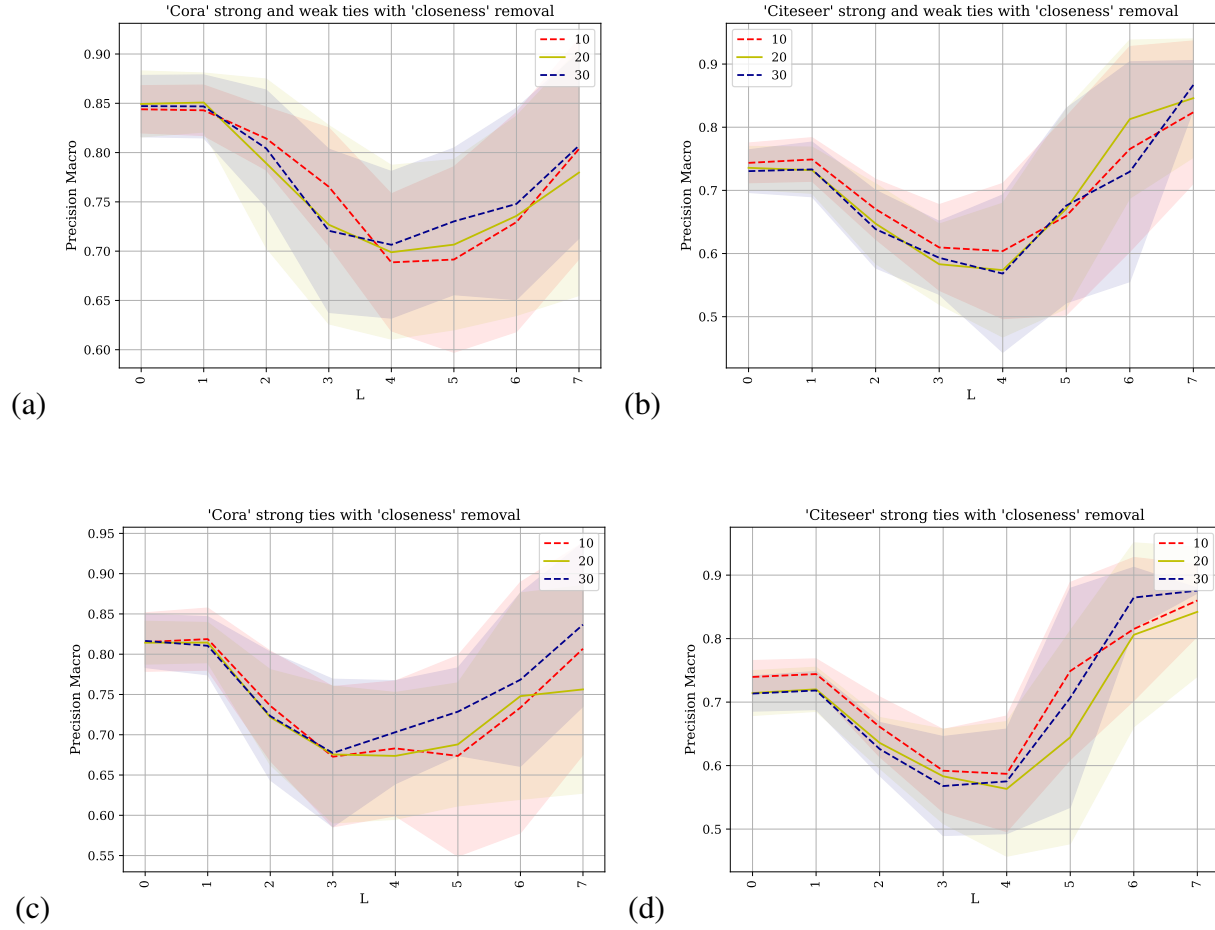 'Cora' strong and weak ties with 'closeness' removal
0.90
0.85
0.80
0.75
0.70
0.65
0.60
Precision Macro
10
20
30
0 1 2 3 4 5 6 7
L
(a)
'Citeseer' strong and weak ties with 'closeness' removal
0.9
0.8
0.7
0.6
0.5
Precision Macro
10
20
30
0 1 2 3 4 5 6 7
L
(b)
'Cora' strong ties with 'closeness' removal
0.95
0.90
0.85
0.80
0.75
0.70
0.65
0.60
0.55
Precision Macro
10
20
30
0 1 2 3 4 5 6 7
L
(c)
'Citeseer' strong ties with 'closeness' removal
0.9
0.8
0.7
0.6
0.5
Precision Macro
10
20
30
0 1 2 3 4 5 6 7
L
(d)